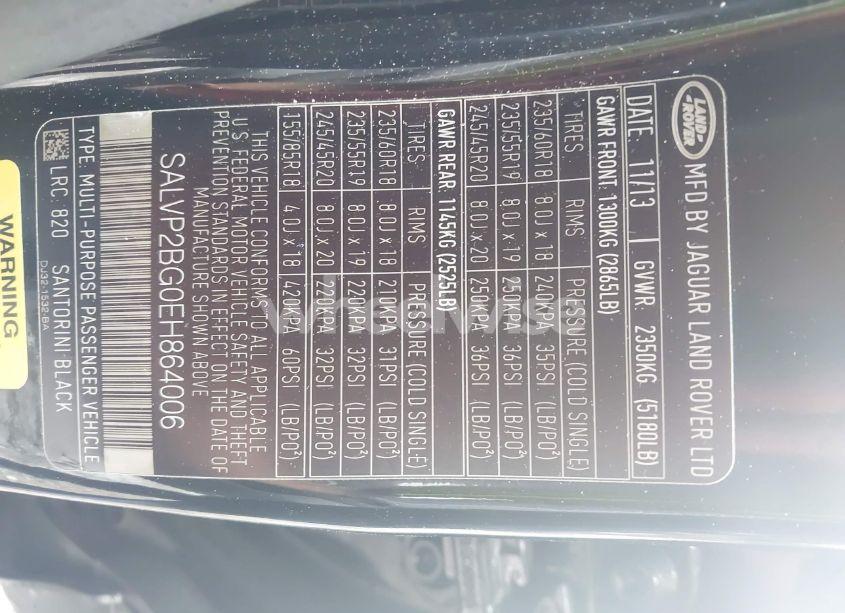 LAND-
ROVER
MFD BY JAGUAR LAND ROVER LTD
DATE: 11/13 GVWR: 2350KG (5180LB)
GAWR FRONT: 1300KG (2865LB)
TIRES RIMS PRESSURE (COLD SINGLE)
235/60R18 8.0J x 18 240KPA 35PSI (LB/PO²)
235/55R19 8.0J x 19 250KPA 36PSI (LB/PO²)
245/45R20 8.0J x 20 250KPA 36PSI (LB/PO²)
GAWR REAR: 1145KG (2525LB)
TIRES RIMS PRESSURE (COLD SINGLE)
235/60R18 8.0J x 18 210KPA 31PSI (LB/PO²)
235/55R19 8.0J x 19 220KPA 32PSI (LB/PO²)
245/45R20 8.0J x 20 220KPA 32PSI (LB/PO²)
155/85R18 4.0J x 18 420KPA 60PSI (LB/PO²)
THIS VEHICLE CONFORMS TO ALL APPLICABLE
U.S. FEDERAL MOTOR VEHICLE SAFETY AND THEFT
PREVENTION STANDARDS IN EFFECT ON THE DATE OF
MANUFACTURE SHOWN ABOVE
SALVP2BG0EH864006
TYPE: MULTI-PURPOSE PASSENGER VEHICLE
LRC: 820 SANTORINI BLACK
DJ32-1532-BA
WARNING